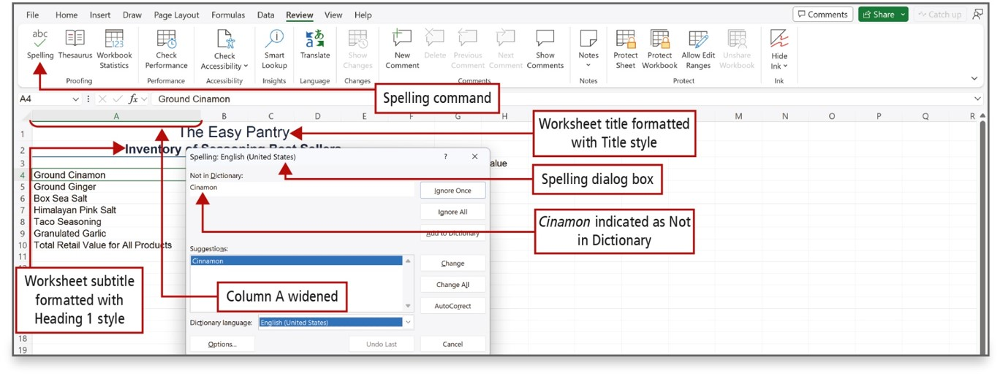 File Home Insert Draw Page Layout Formulas Data Review View Help Comments Share Catch up
abc
Spelling Thesaurus Workbook Statistics Check Performance Check Accessibility Smart Lookup Translate Show Changes New Comment Delete Previous Comment Next Comment Show Comments Notes Protect Sheet Protect Workbook Allow Edit Ranges Unshare Workbook Hide Ink
Proofing Performance Accessibility Insights Language Changes Comments Notes Protect Ink
A4 fx Ground Cinamon
Spelling command
A B C D E F G H M N O P Q R
1 The Easy Pantry
Worksheet title formatted
with Title style
2 Inventory of Seasoning Best Sellers
3 alue
4 Ground Cinamon
5 Ground Ginger
6 Box Sea Salt
7 Himalayan Pink Salt
8 Taco Seasoning
9 Granulated Garlic
10 Total Retail Value for All Products
11
18
19
Spelling: English (United States) ? ×
Not in Dictionary:
Cinamon
Ignore Once
Ignore All
Add to Dictionary
Suggestions:
Cinnamon
Change
Change All
AutoCorrect
Dictionary language: English (United States)
Options... Undo Last Cancel
Spelling dialog box
Cinamon indicated as Not
in Dictionary
Worksheet subtitle
formatted with
Heading 1 style
Column A widened